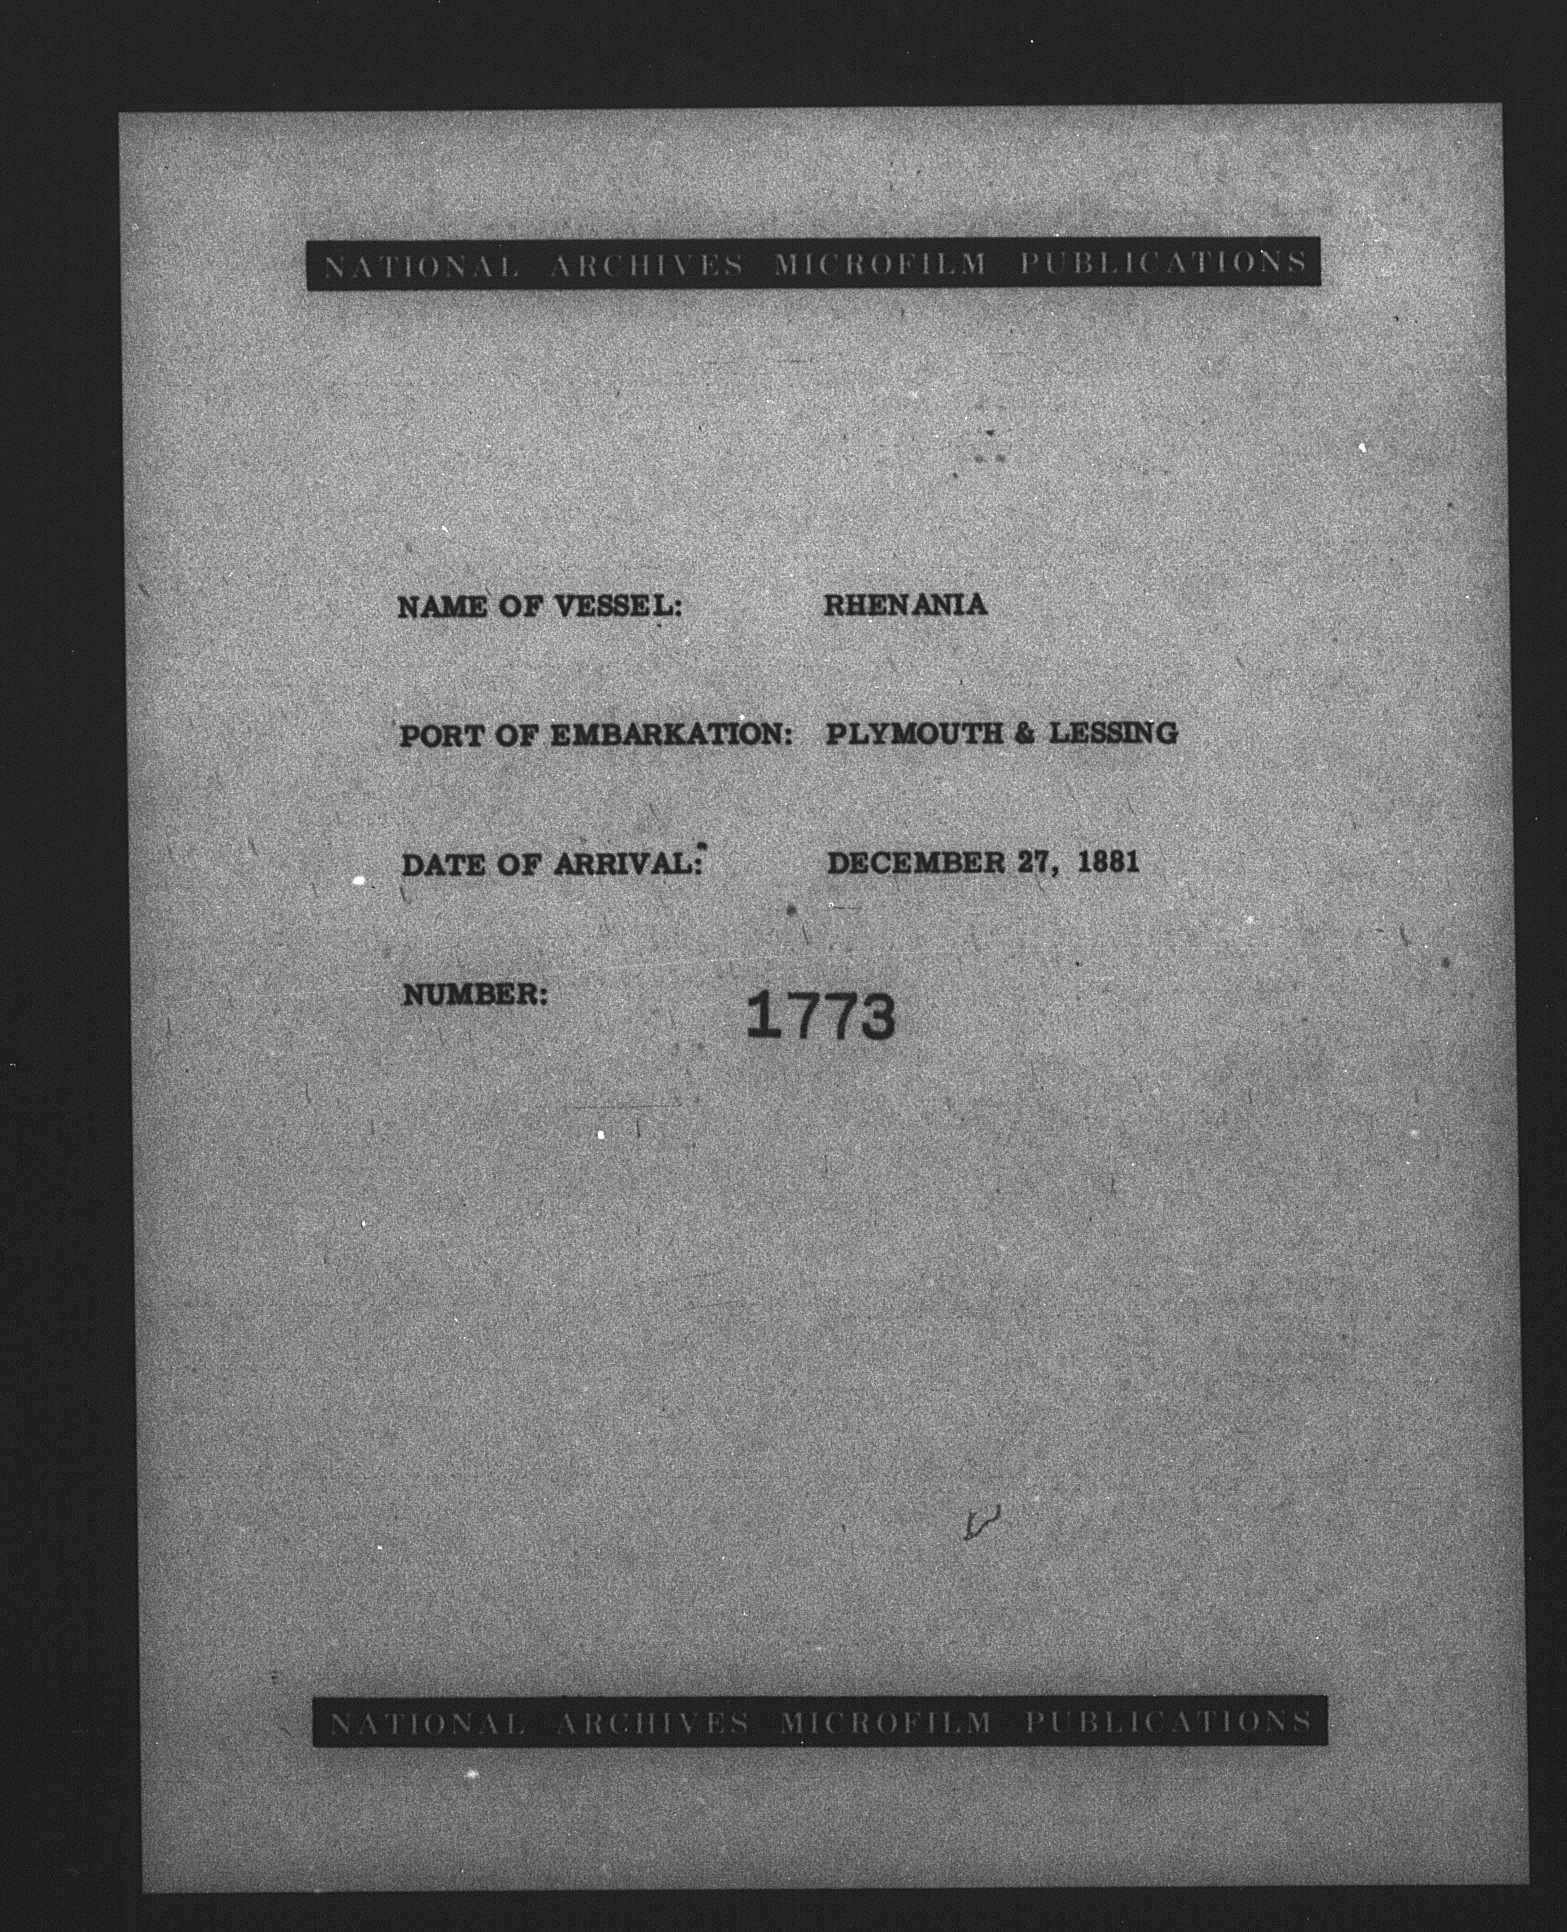 NATIONAL ARCHIVES MICROFILM PUBLICATIONS
NAME OF VESSEL: RHENANIA
PORT OF EMBARKATION: PLYMOUTH & LESSING
DATE OF ARRIVAL: DECEMBER 27, 1881
NUMBER: 1773
NATIONAL ARCHIVES MICROFILM PUBLICATIONS